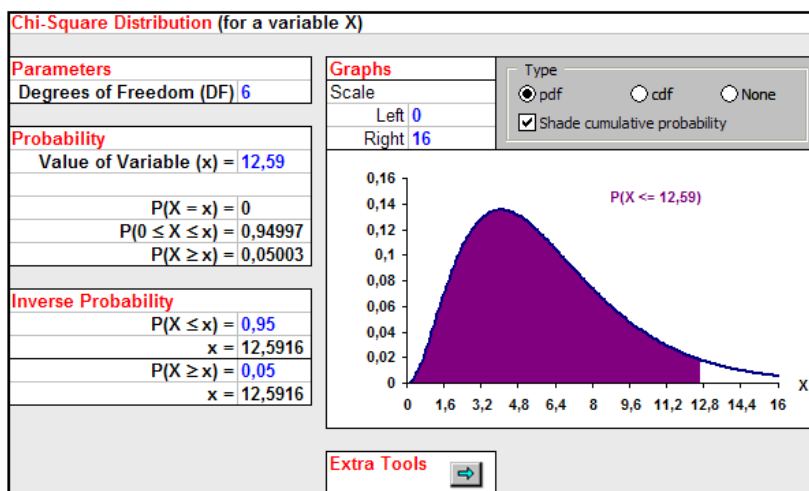 Chi-Square Distribution (for a variable X)
Parameters
Degrees of Freedom (DF) 6
Probability
Value of Variable (x) = 12,59
P(X = x) = 0
P(0 ≤ X ≤ x) = 0,94997
P(X ≥ x) = 0,05003
Inverse Probability
P(X ≤ x) = 0,95
x = 12,5916
P(X ≥ x) = 0,05
x = 12,5916
Graphs
Scale
Left 0
Right 16
Type
pdf cdf None
Shade cumulative probability
P(X <= 12,59)
0,16
0,14
0,12
0,1
0,08
0,06
0,04
0,02
0
0 1,6 3,2 4,8 6,4 8 9,6 11,2 12,8 14,4 16
X
Extra Tools